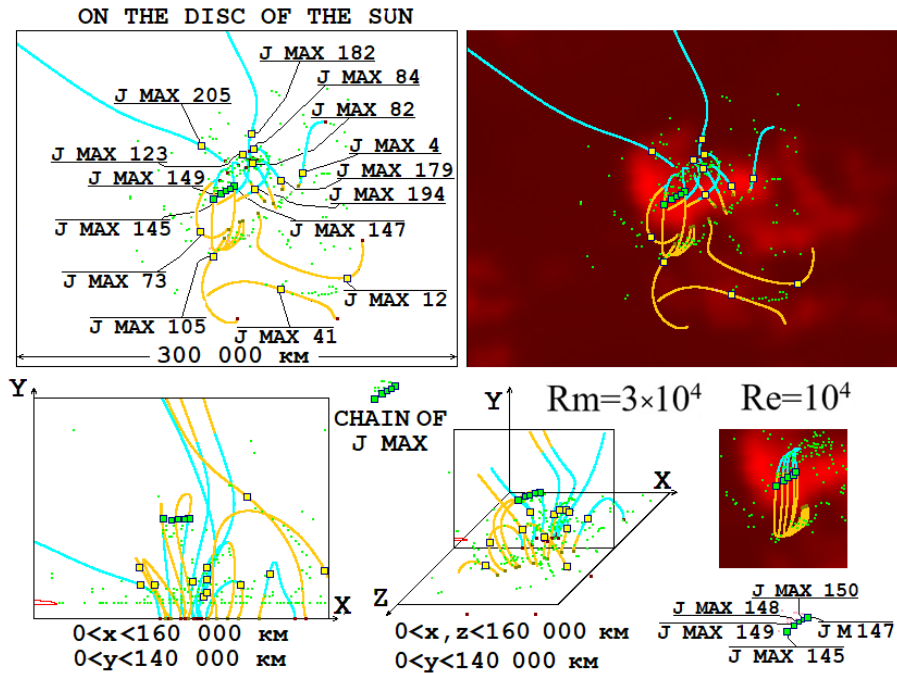 ON THE DISC OF THE SUN
J MAX 182
J MAX 84
J MAX 205
J MAX 82
J MAX 123
J MAX 4
J MAX 149
J MAX 179
J MAX 194
J MAX 145
J MAX 147
J MAX 73
J MAX 12
J MAX 105
J MAX 41
300 000 км
Y
CHAIN OF
J MAX
X
0<x<160 000 км
0<y<140 000 км
Y
X
Z
0<x,z<160 000 км
0<y<140 000 км
Rm=3×10⁴
Re=10⁴
J MAX 150
J MAX 148
J MAX 149
J M 147
J MAX 145